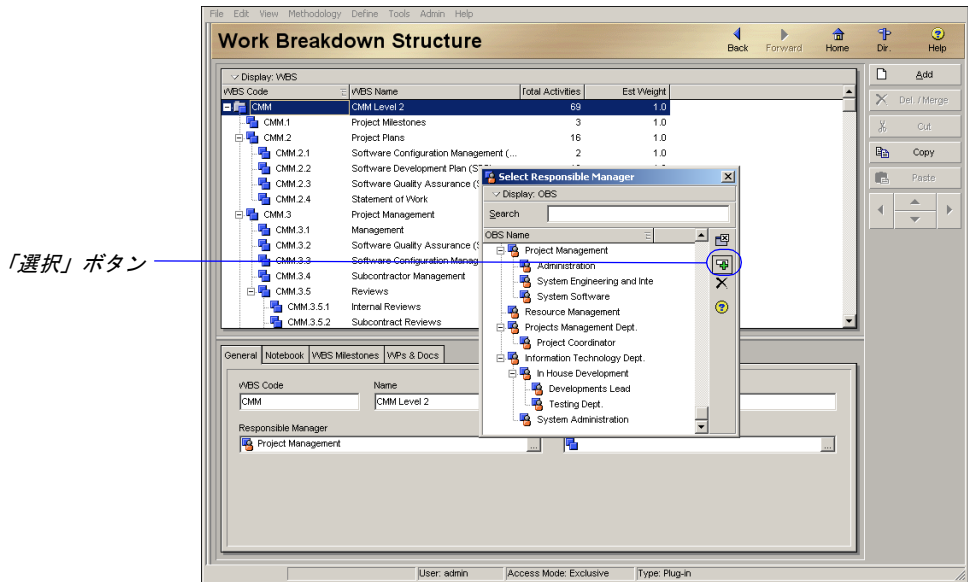 File Edit View Methodology Define Tools Admin Help
Work Breakdown Structure
Back Forward Home Dir. Help
Display: WBS
WBS Code WBS Name Total Activities Est Weight
CMM CMM Level 2 69 1.0
CMM.1 Project Milestones 3 1.0
CMM.2 Project Plans 16 1.0
CMM.2.1 Software Configuration Management (... 2 1.0
CMM.2.2 Software Development Plan
CMM.2.3 Software Quality Assurance
CMM.2.4 Statement of Work
CMM.3 Project Management
CMM.3.1 Management
CMM.3.2 Software Quality Assurance
CMM.3.3 Software Configuration Manag
CMM.3.4 Subcontractor Management
CMM.3.5 Reviews
CMM.3.5.1 Internal Reviews
CMM.3.5.2 Subcontract Reviews
Add
Del. / Merge
Cut
Copy
Paste
Select Responsible Manager
Display: OBS
Search
OBS Name
Project Management
Administration
System Engineering and Inte
System Software
Resource Management
Projects Management Dept.
Project Coordinator
Information Technology Dept.
In House Development
Developments Lead
Testing Dept.
System Administration
「選択」ボタン
General Notebook WBS Milestones WPs & Docs
WBS Code Name
CMM CMM Level 2
Responsible Manager
Project Management ... ...
User: admin Access Mode: Exclusive Type: Plug-in